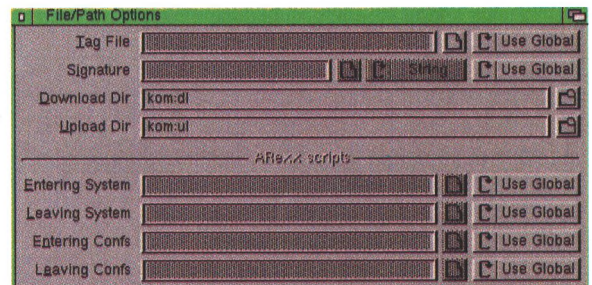 File/Path Options
Tag File Use Global
Signature String Use Global
Download Dir kom:dl
Upload Dir kom:ul
ARexx scripts
Entering System Use Global
Leaving System Use Global
Entering Confs Use Global
Leaving Confs Use Global